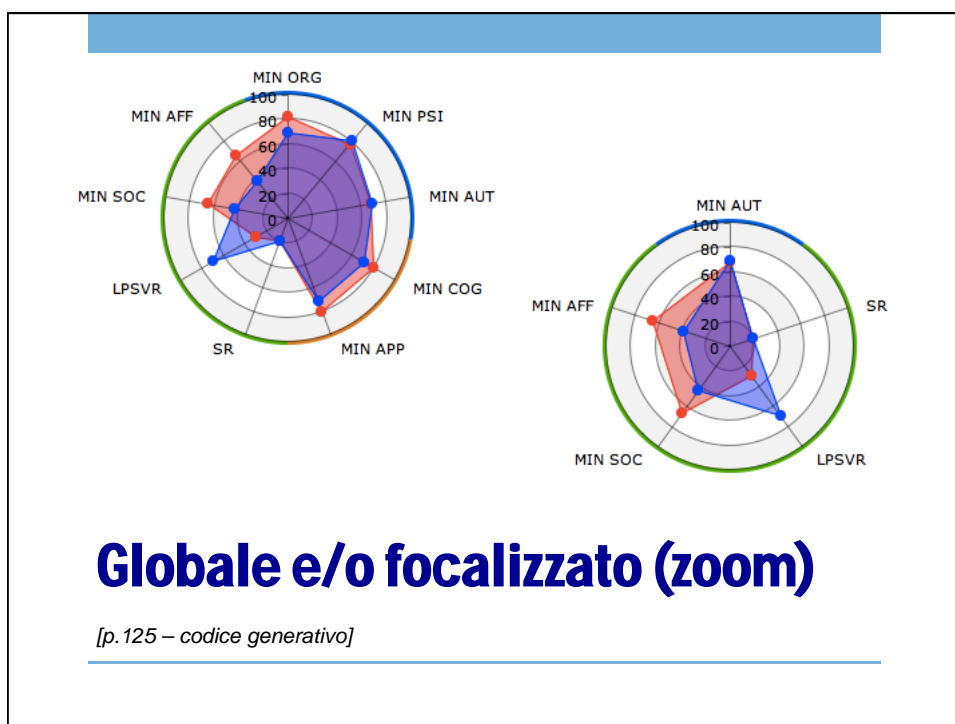 MIN ORG
100
80
60
40
20
0
MIN AFF
MIN PSI
MIN SOC
MIN AUT
LPSVR
MIN COG
SR
MIN APP
MIN AUT
100
80
60
40
20
0
MIN AFF
SR
MIN SOC
LPSVR
Globale e/o focalizzato (zoom)
[p.125 – codice generativo]